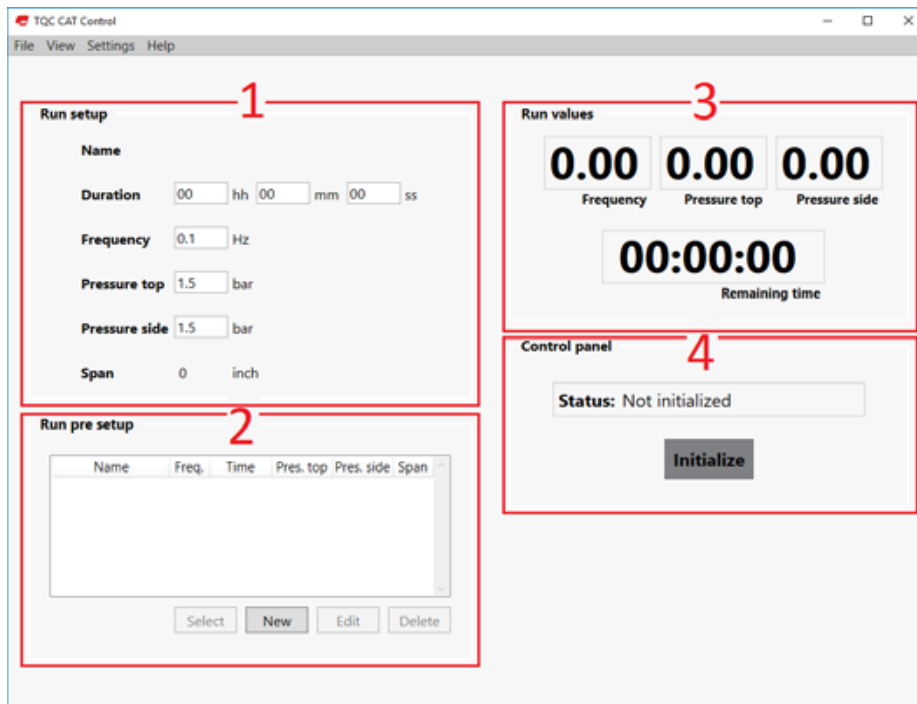 TQC CAT Control
File View Settings Help
1
Run setup
Name
Duration 00 hh 00 mm 00 ss
Frequency 0.1 Hz
Pressure top 1.5 bar
Pressure side 1.5 bar
Span 0 inch
2
Run pre setup
Name Freq. Time Pres. top Pres. side Span
Select New Edit Delete
3
Run values
0.00 0.00 0.00
Frequency Pressure top Pressure side
00:00:00
Remaining time
4
Control panel
Status: Not initialized
Initialize